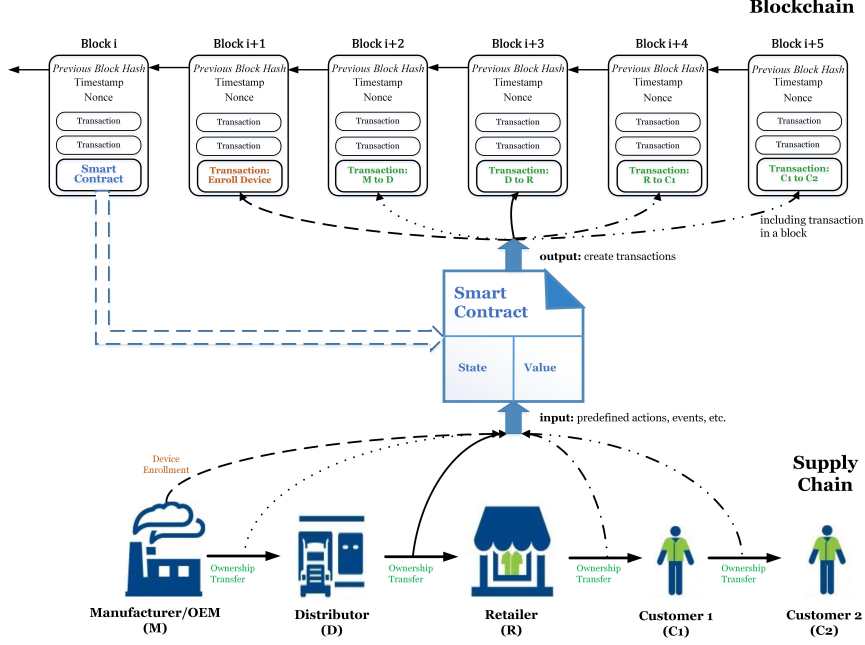 Blockchain
Block i
Block i+1
Block i+2
Block i+3
Block i+4
Block i+5
Previous Block Hash
Timestamp
Nonce
Transaction
Transaction
Smart
Contract
Previous Block Hash
Timestamp
Nonce
Transaction
Transaction
Transaction:
Enroll Device
Previous Block Hash
Timestamp
Nonce
Transaction
Transaction
Transaction:
M to D
Previous Block Hash
Timestamp
Nonce
Transaction
Transaction
Transaction:
D to R
Previous Block Hash
Timestamp
Nonce
Transaction
Transaction
Transaction:
R to C1
Previous Block Hash
Timestamp
Nonce
Transaction
Transaction
Transaction:
C1 to C2
including transaction
in a block
output: create transactions
Smart
Contract
State
Value
input: predefined actions, events, etc.
Device
Enrollment
Supply
Chain
Ownership
Transfer
Ownership
Transfer
Ownership
Transfer
Ownership
Transfer
Manufacturer/OEM
(M)
Distributor
(D)
Retailer
(R)
Customer 1
(C1)
Customer 2
(C2)